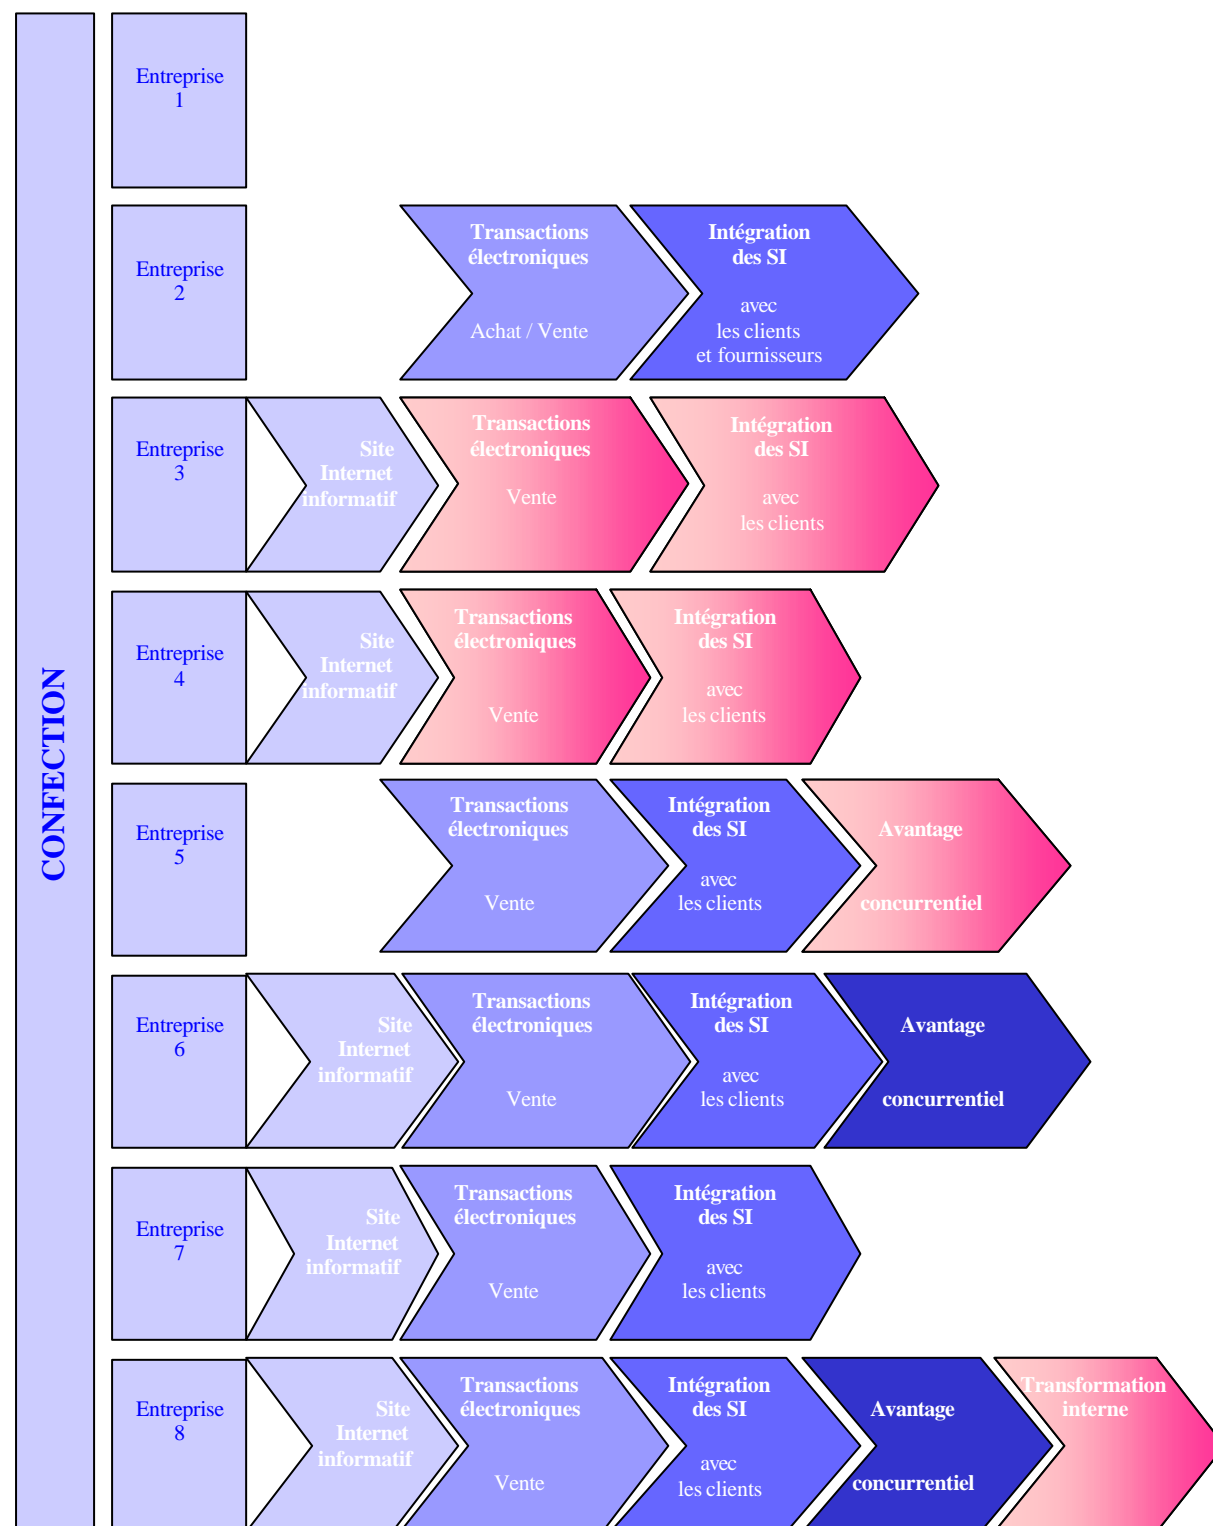 CONFECTION
Entreprise
1
Entreprise
2
Transactions
électroniques
Achat / Vente
Intégration
des SI
avec
les clients
et fournisseurs
Entreprise
3
Site
Internet
informatif
Transactions
électroniques
Vente
Intégration
des SI
avec
les clients
Entreprise
4
Site
Internet
informatif
Transactions
électroniques
Vente
Intégration
des SI
avec
les clients
Entreprise
5
Transactions
électroniques
Vente
Intégration
des SI
avec
les clients
Avantage
concurrentiel
Entreprise
6
Site
Internet
informatif
Transactions
électroniques
Vente
Intégration
des SI
avec
les clients
Avantage
concurrentiel
Entreprise
7
Site
Internet
informatif
Transactions
électroniques
Vente
Intégration
des SI
avec
les clients
Entreprise
8
Site
Internet
informatif
Transactions
électroniques
Vente
Intégration
des SI
avec
les clients
Avantage
concurrentiel
Transformation
interne